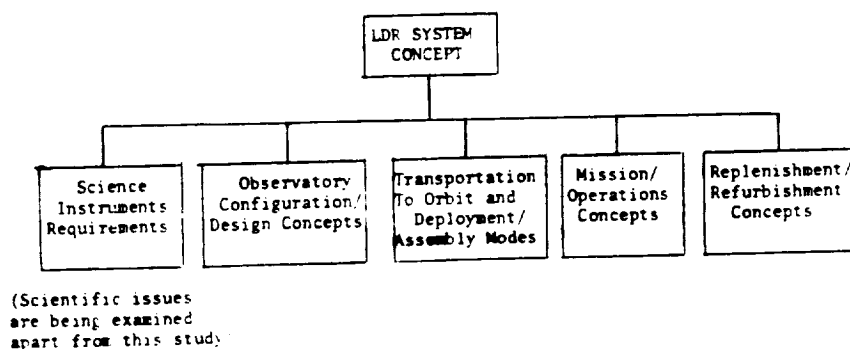 LDR SYSTEM
CONCEPT
Science
Instruments
Requirements
Observatory
Configuration/
Design Concepts
Transportation
To Orbit and
Deployment/
Assembly Modes
Mission/
Operations
Concepts
Replenishment/
Refurbishment
Concepts
(Scientific issues
are being examined
apart from this study